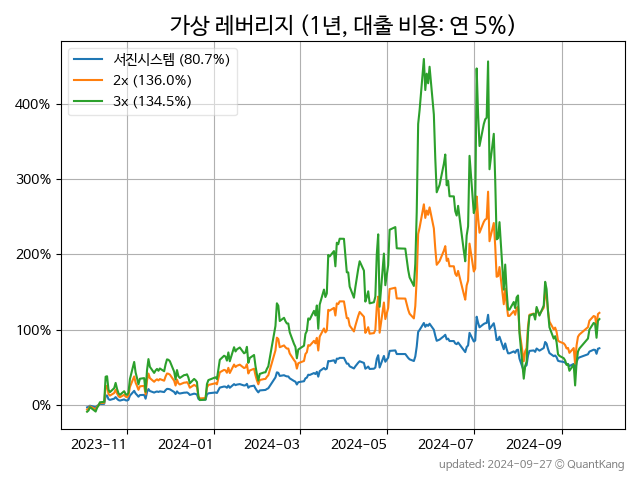 가상 레버리지 (1년, 대출 비용: 연 5%)
서진시스템 (80.7%)
2x (136.0%)
3x (134.5%)
400%
300%
200%
100%
0%
2023-11 2024-01 2024-03 2024-05 2024-07 2024-09
updated: 2024-09-27 © QuantKang